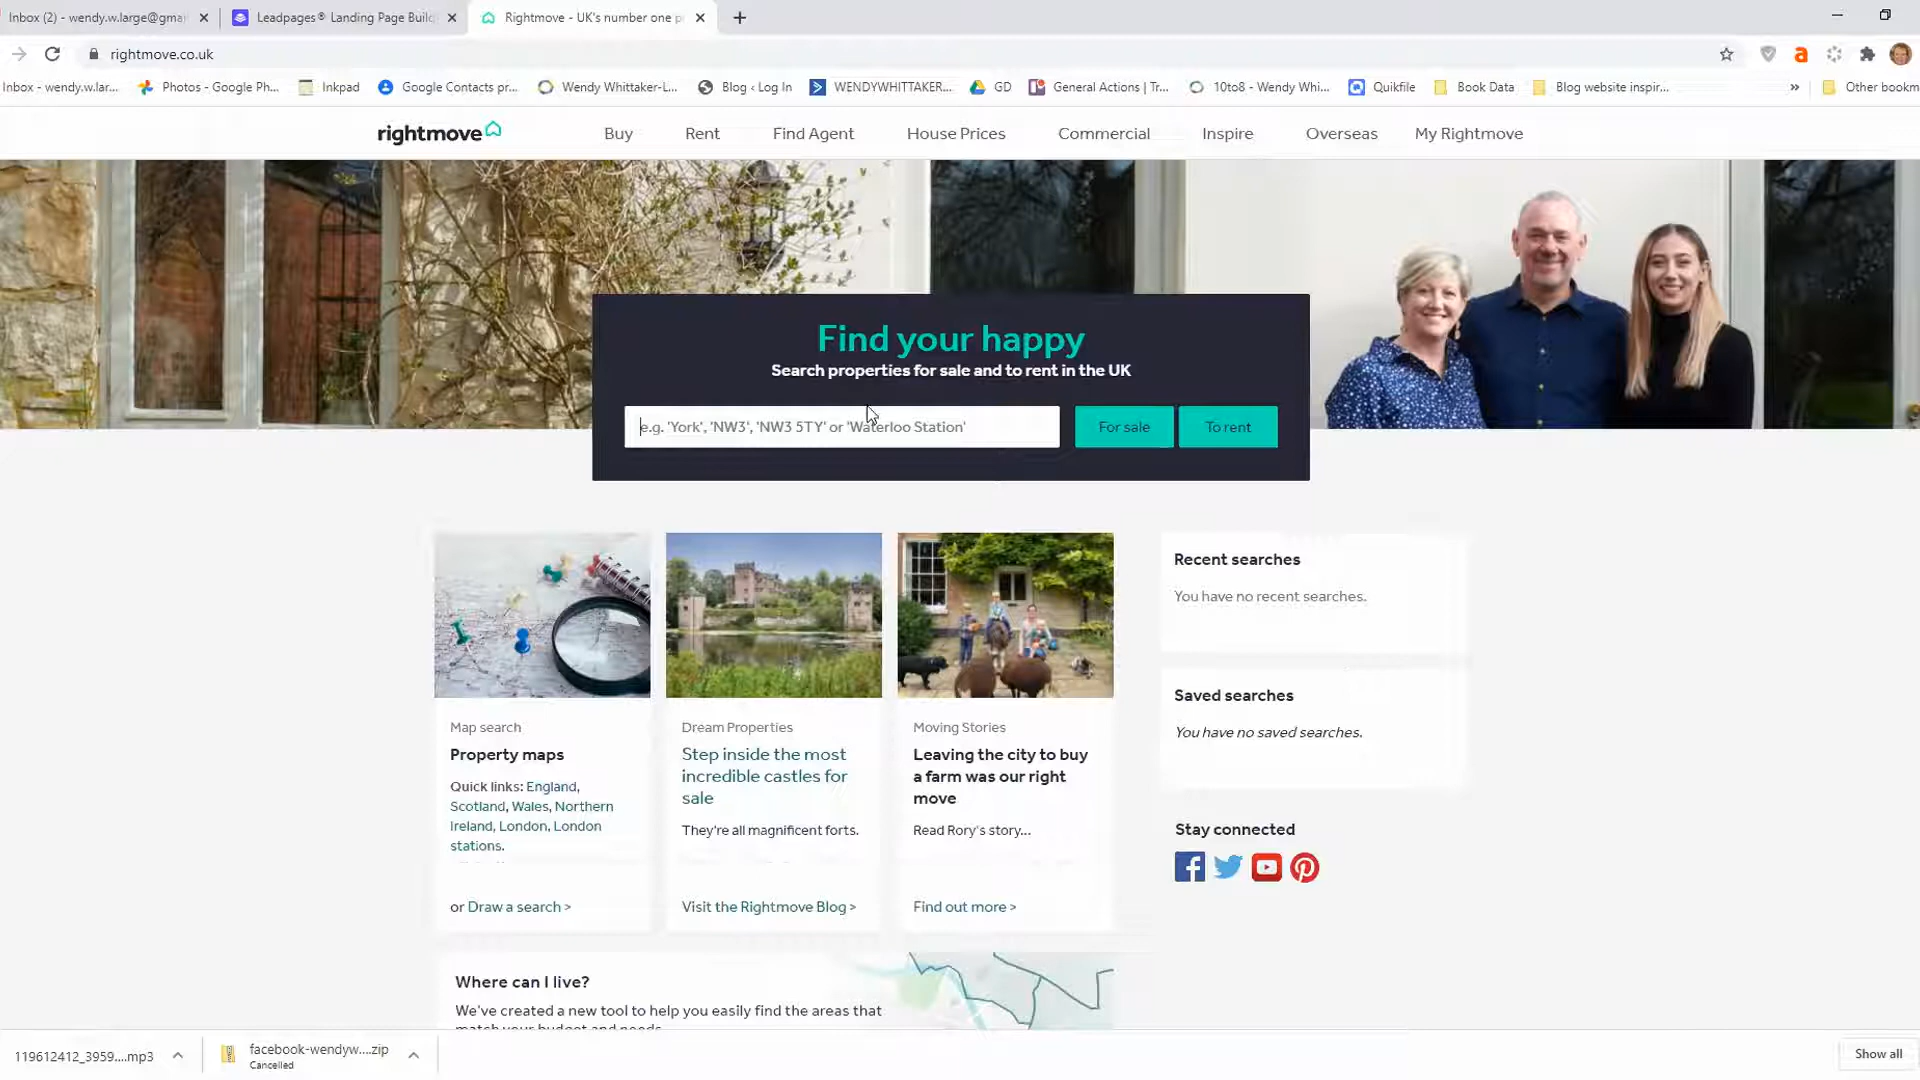 Inbox (2) - wendy.w.large@gmai
Leadpages® Landing Page Build
Rightmove - UK's number one p
rightmove.co.uk
Inbox - wendy.w.lar...
Photos - Google Ph...
Inkpad
Google Contacts pr...
Wendy Whittaker-L...
Blog ‹ Log In
WENDYWHITTAKER...
GD
General Actions | Tr...
10to8 - Wendy Whi...
Quikfile
Book Data
Blog website inspir...
»
Other bookm
rightmove
Buy
Rent
Find Agent
House Prices
Commercial
Inspire
Overseas
My Rightmove
Find your happy
Search properties for sale and to rent in the UK
e.g. 'York', 'NW3', 'NW3 5TY' or 'Waterloo Station'
For sale
To rent
Map search
Property maps
Quick links: England,
Scotland, Wales, Northern
Ireland, London, London
stations.
or Draw a search >
Dream Properties
Step inside the most
incredible castles for
sale
They're all magnificent forts.
Visit the Rightmove Blog >
Moving Stories
Leaving the city to buy
a farm was our right
move
Read Rory's story...
Find out more >
Recent searches
You have no recent searches.
Saved searches
You have no saved searches.
Stay connected
Where can I live?
We've created a new tool to help you easily find the areas that
match your budget and needs
119612412_3959....mp3
facebook-wendyw....zip
Cancelled
Show all